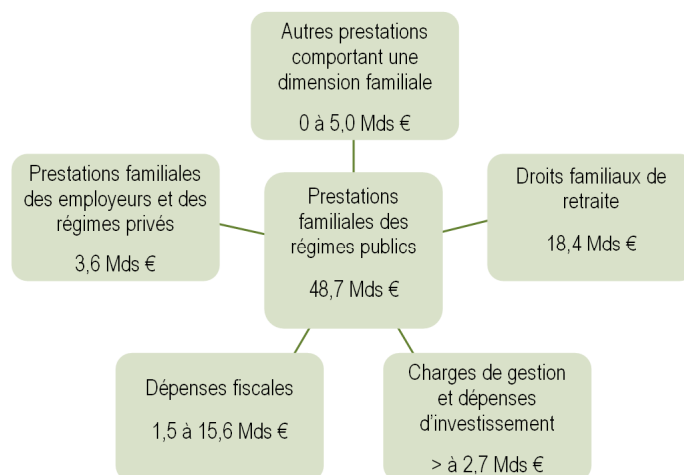 Autres prestations
comportant une
dimension familiale
0 à 5,0 Mds €
Prestations familiales
des employeurs et des
régimes privés
3,6 Mds €
Prestations
familiales des
régimes publics
48,7 Mds €
Droits familiaux de
retraite
18,4 Mds €
Dépenses fiscales
1,5 à 15,6 Mds €
Charges de gestion
et dépenses
d'investissement
> à 2,7 Mds €